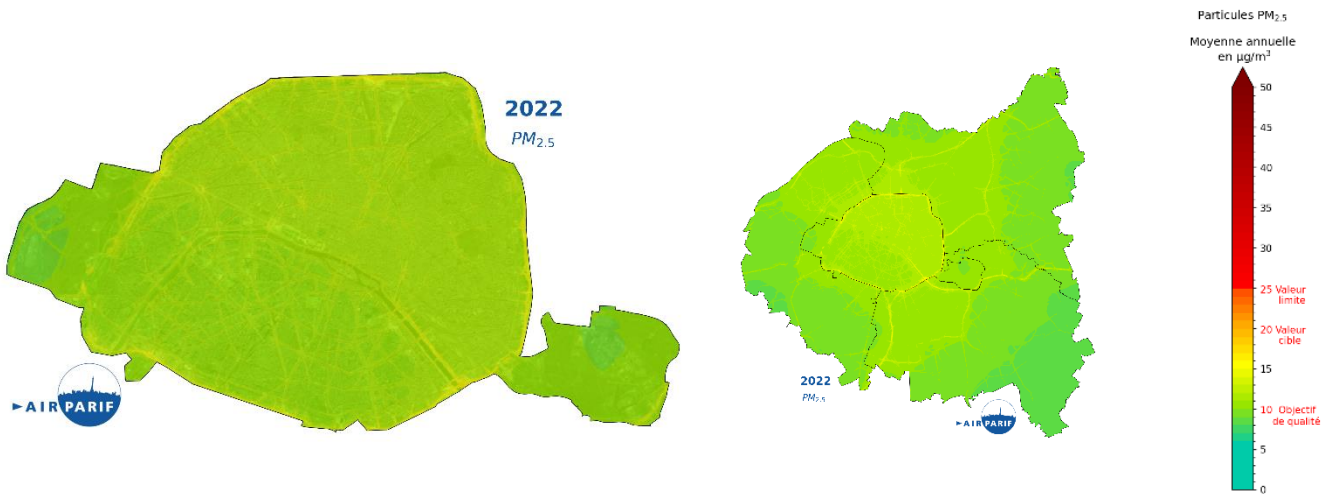 2022
PM2.5
AIRPARIF
2022
PM2.5
AIRPARIF
Particules PM2.5
Moyenne annuelle
en µg/m³
50
45
40
35
30
25 Valeur
limite
20 Valeur
cible
15
10 Objectif
de qualité
5
0